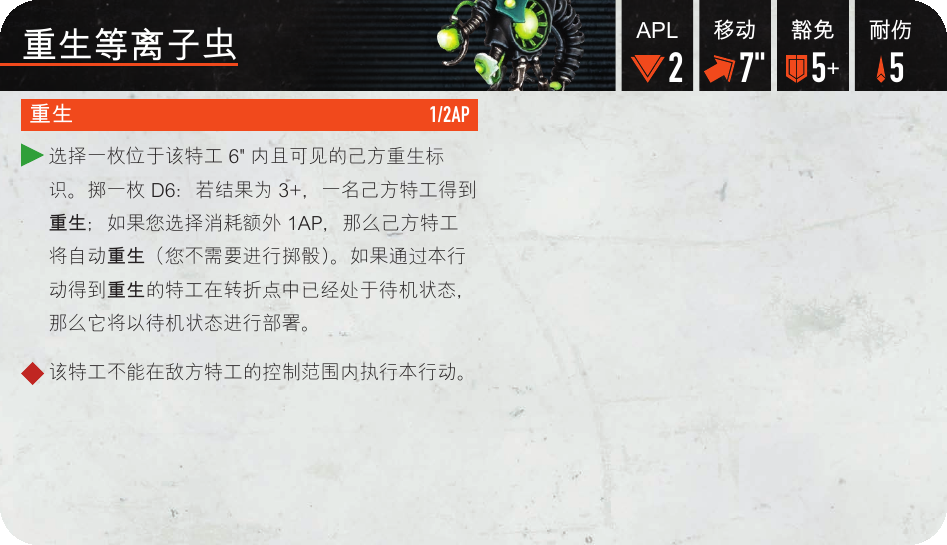 重生等离子虫
APL
2
移动
7"
豁免
5+
耐伤
5
重生 1/2AP
选择一枚位于该特工 6" 内且可见的己方重生标
识。掷一枚 D6：若结果为 3+，一名己方特工得到
重生；如果您选择消耗额外 1AP，那么己方特工
将自动重生（您不需要进行掷骰）。如果通过本行
动得到重生的特工在转折点中已经处于待机状态，
那么它将以待机状态进行部署。
该特工不能在敌方特工的控制范围内执行本行动。